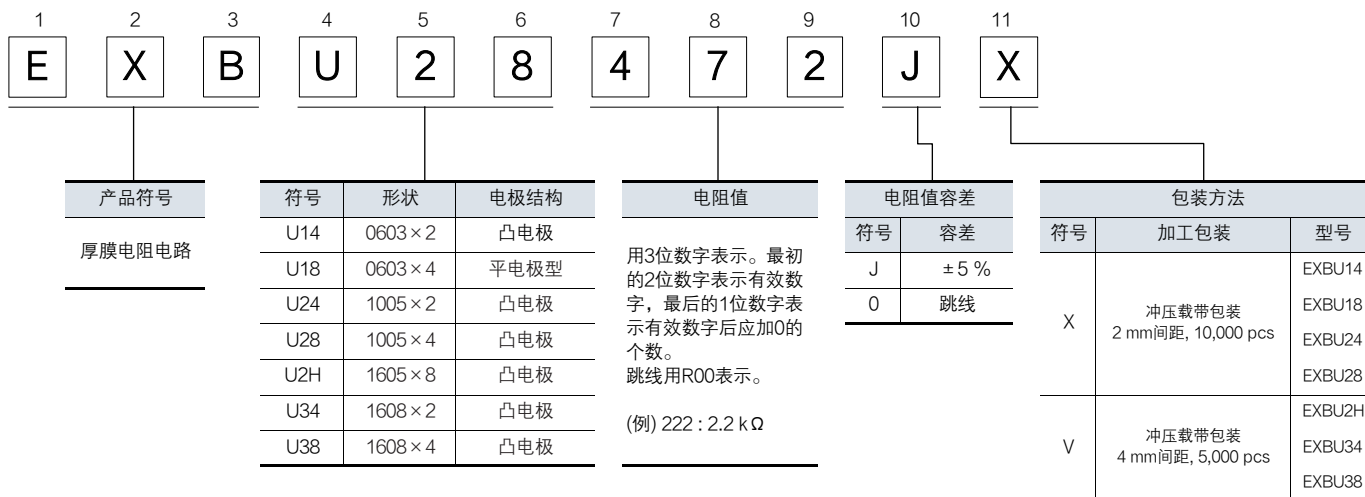 1 2 3 4 5 6 7 8 9 10 11
E X B U 2 8 4 7 2 J X
产品符号
厚膜电阻电路
符号 形状 电极结构
U14 0603×2 凸电极
U18 0603×4 平电极型
U24 1005×2 凸电极
U28 1005×4 凸电极
U2H 1605×8 凸电极
U34 1608×2 凸电极
U38 1608×4 凸电极
电阻值
用3位数字表示。最初
的2位数字表示有效数
字，最后的1位数字表
示有效数字后应加0的
个数。
跳线用R00表示。
(例) 222 : 2.2 kΩ
电阻值容差
符号 容差
J ±5 %
0 跳线
包装方法
符号 加工包装 型号
X
冲压载带包装
2 mm间距, 10,000 pcs
EXBU14
EXBU18
EXBU24
EXBU28
V
冲压载带包装
4 mm间距, 5,000 pcs
EXBU2H
EXBU34
EXBU38